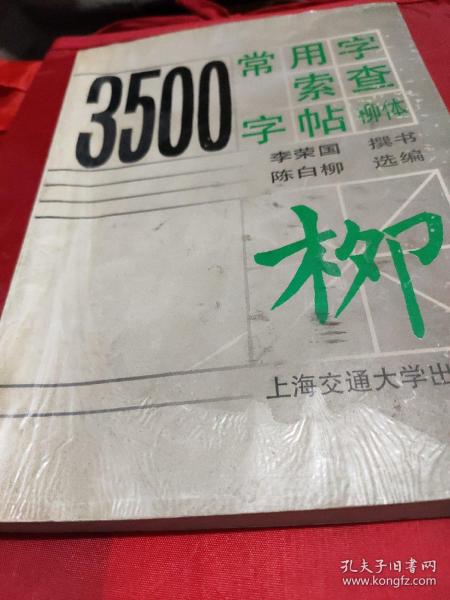 3500
常用字
索查
字帖 柳体
李荣国 撰书
陈白柳 选编
柳
上海交通大学出
孔夫子旧书网
www.kongfz.com